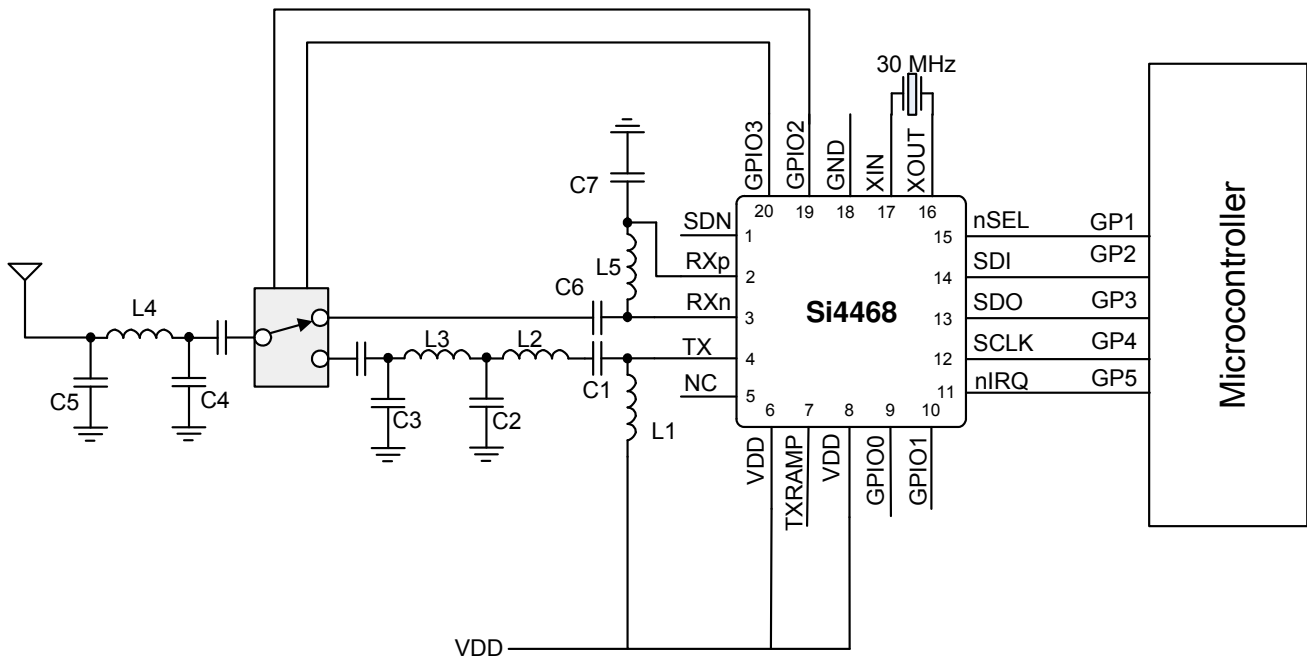 30 MHz
GPIO3
GPIO2
GND
XIN
XOUT
C7
SDN
20
19
18
17
16
nSEL
GP1
1
15
L5
RXp
SDI
GP2
2
14
C6
RXn
Si4468
SDO
GP3
3
13
L4
L3
L2
TX
SCLK
GP4
4
12
C5
C4
C3
C2
C1
L1
NC
nIRQ
GP5
5
11
6
7
8
9
10
VDD
TXRAMP
VDD
GPIO0
GPIO1
Microcontroller
VDD